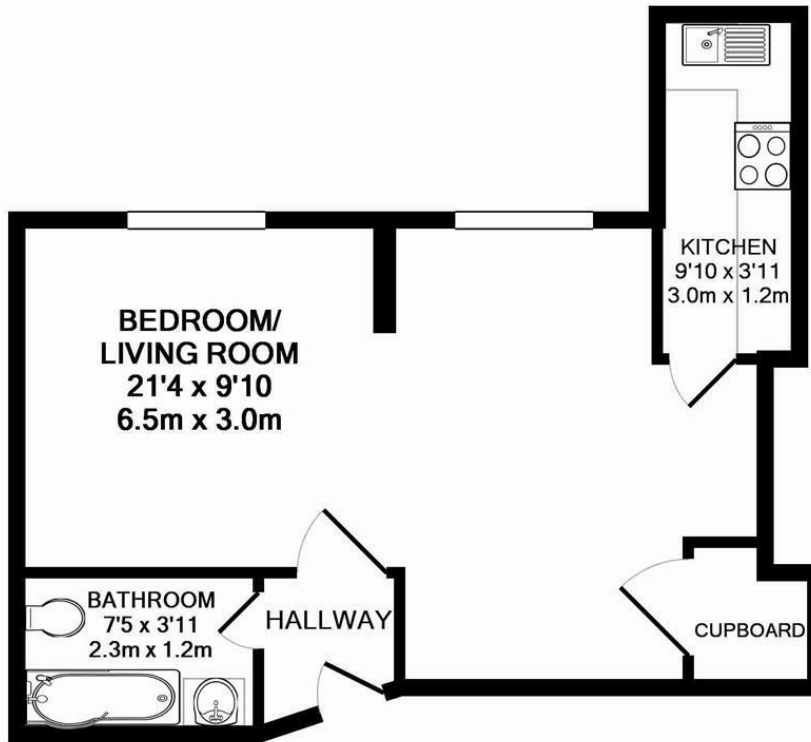 KITCHEN
9'10 x 3'11
3.0m x 1.2m
BEDROOM/
LIVING ROOM
21'4 x 9'10
6.5m x 3.0m
BATHROOM
7'5 x 3'11
2.3m x 1.2m
HALLWAY
CUPBOARD